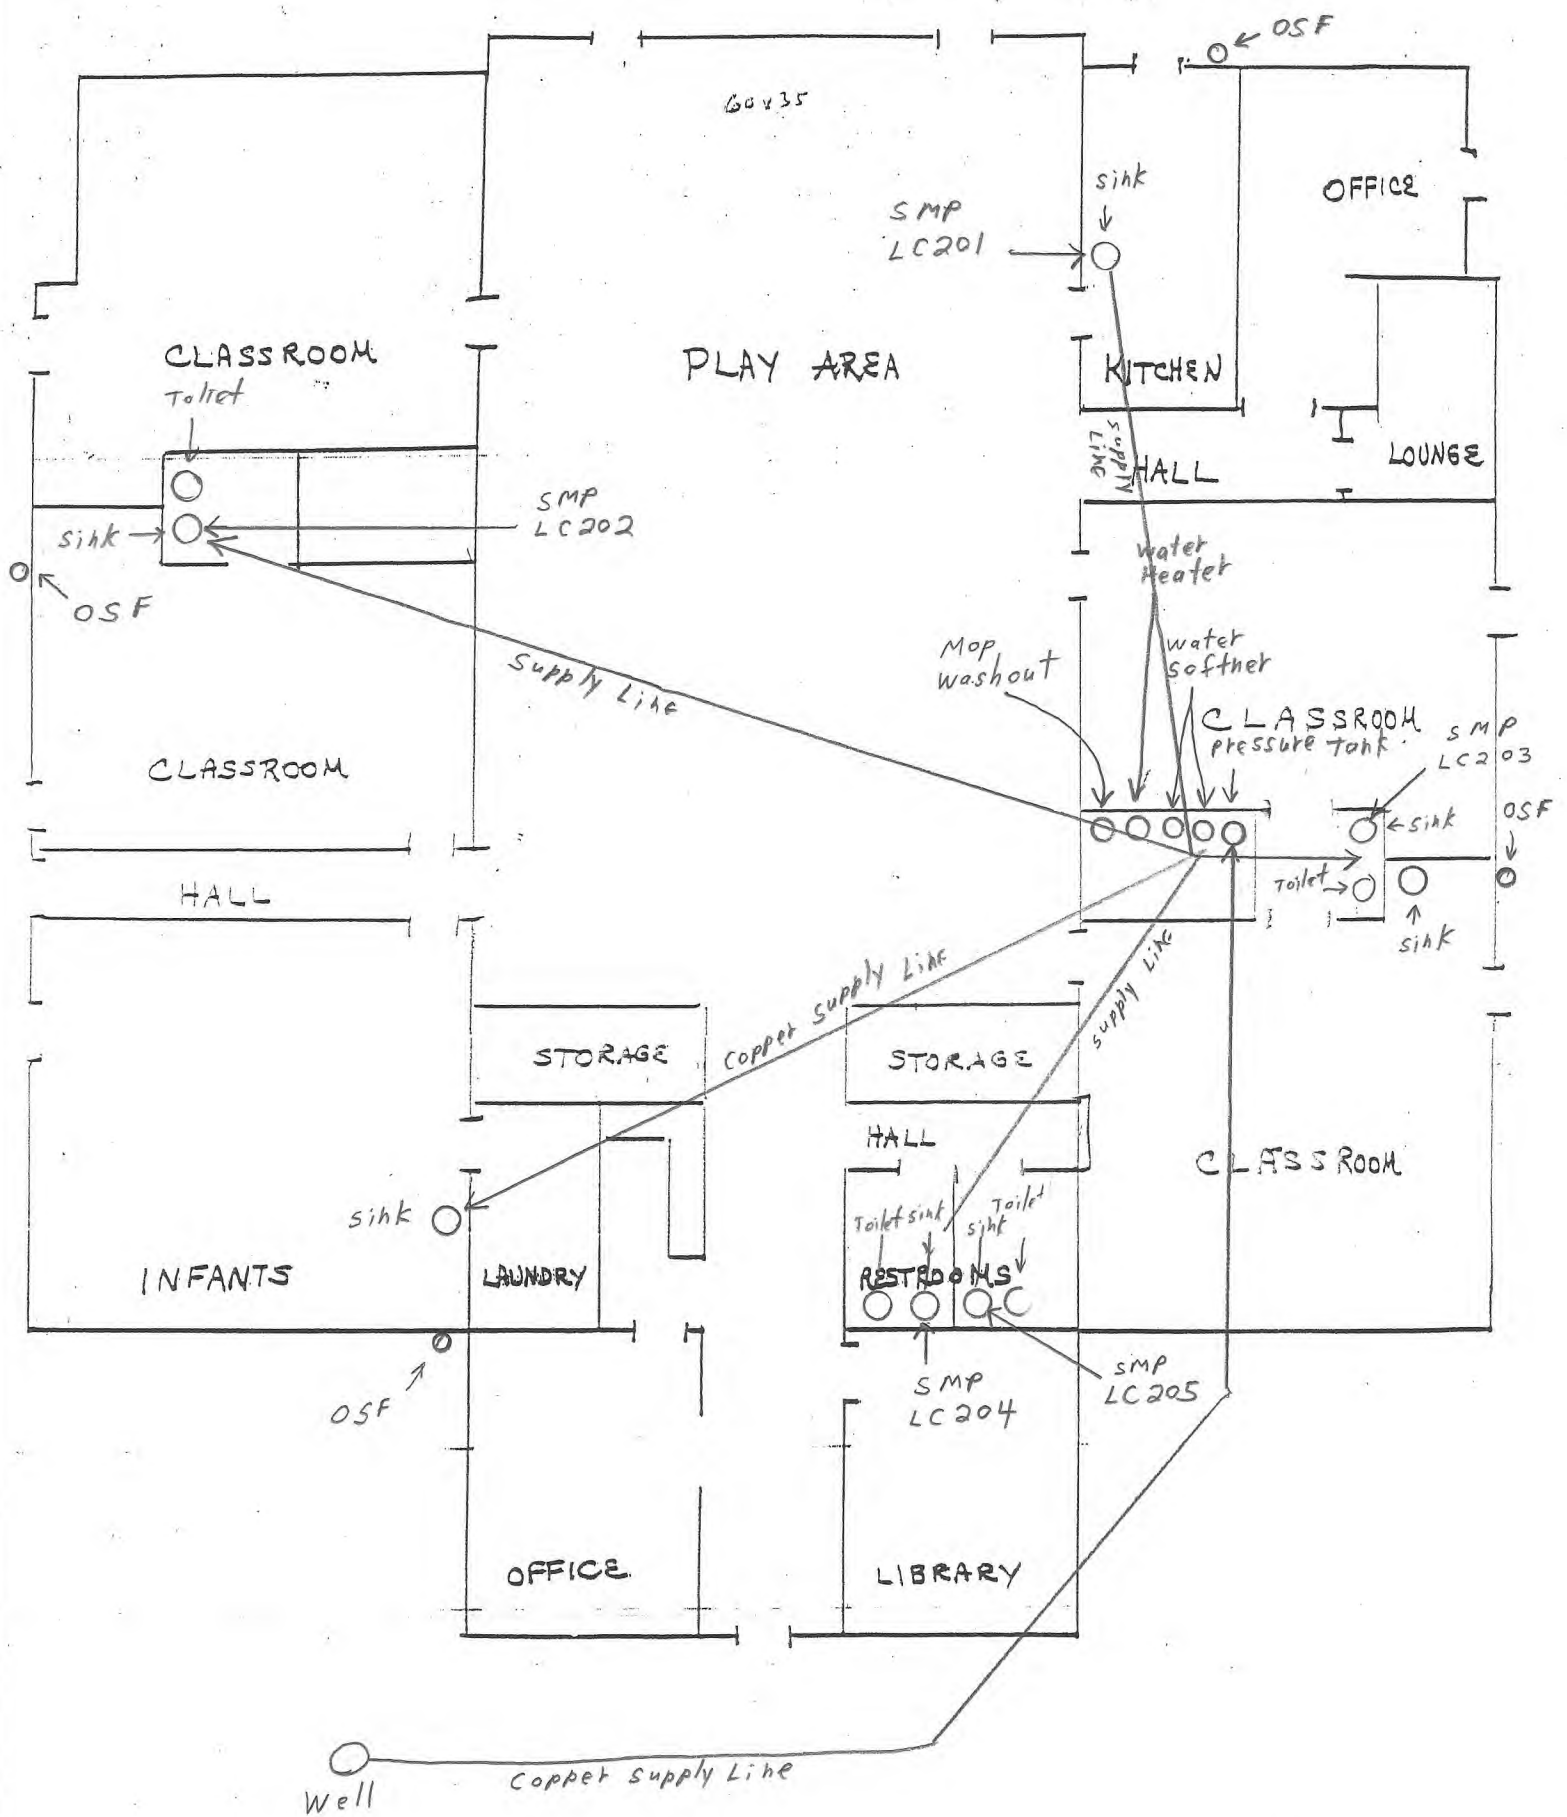 OSF
60x35
sink
OFFICE
SMP
LC201
CLASSROOM
Toliet
PLAY AREA
KITCHEN
supply
Line
HALL
LOUNGE
SMP
LC202
sink
OSF
water
Heater
Mop
washout
water
softner
Supply Line
CLASSROOM
pressure tank
SMP
LC203
CLASSROOM
sink
OSF
Toilet
sink
HALL
Copper Supply Line
supply Line
STORAGE
STORAGE
HALL
CLASSROOM
sink
Toilet sink
sink
Toilet
INFANTS
LAUNDRY
RESTROOMS
OSF
SMP
LC204
SMP
LC205
OFFICE
LIBRARY
Copper Supply Line
Well